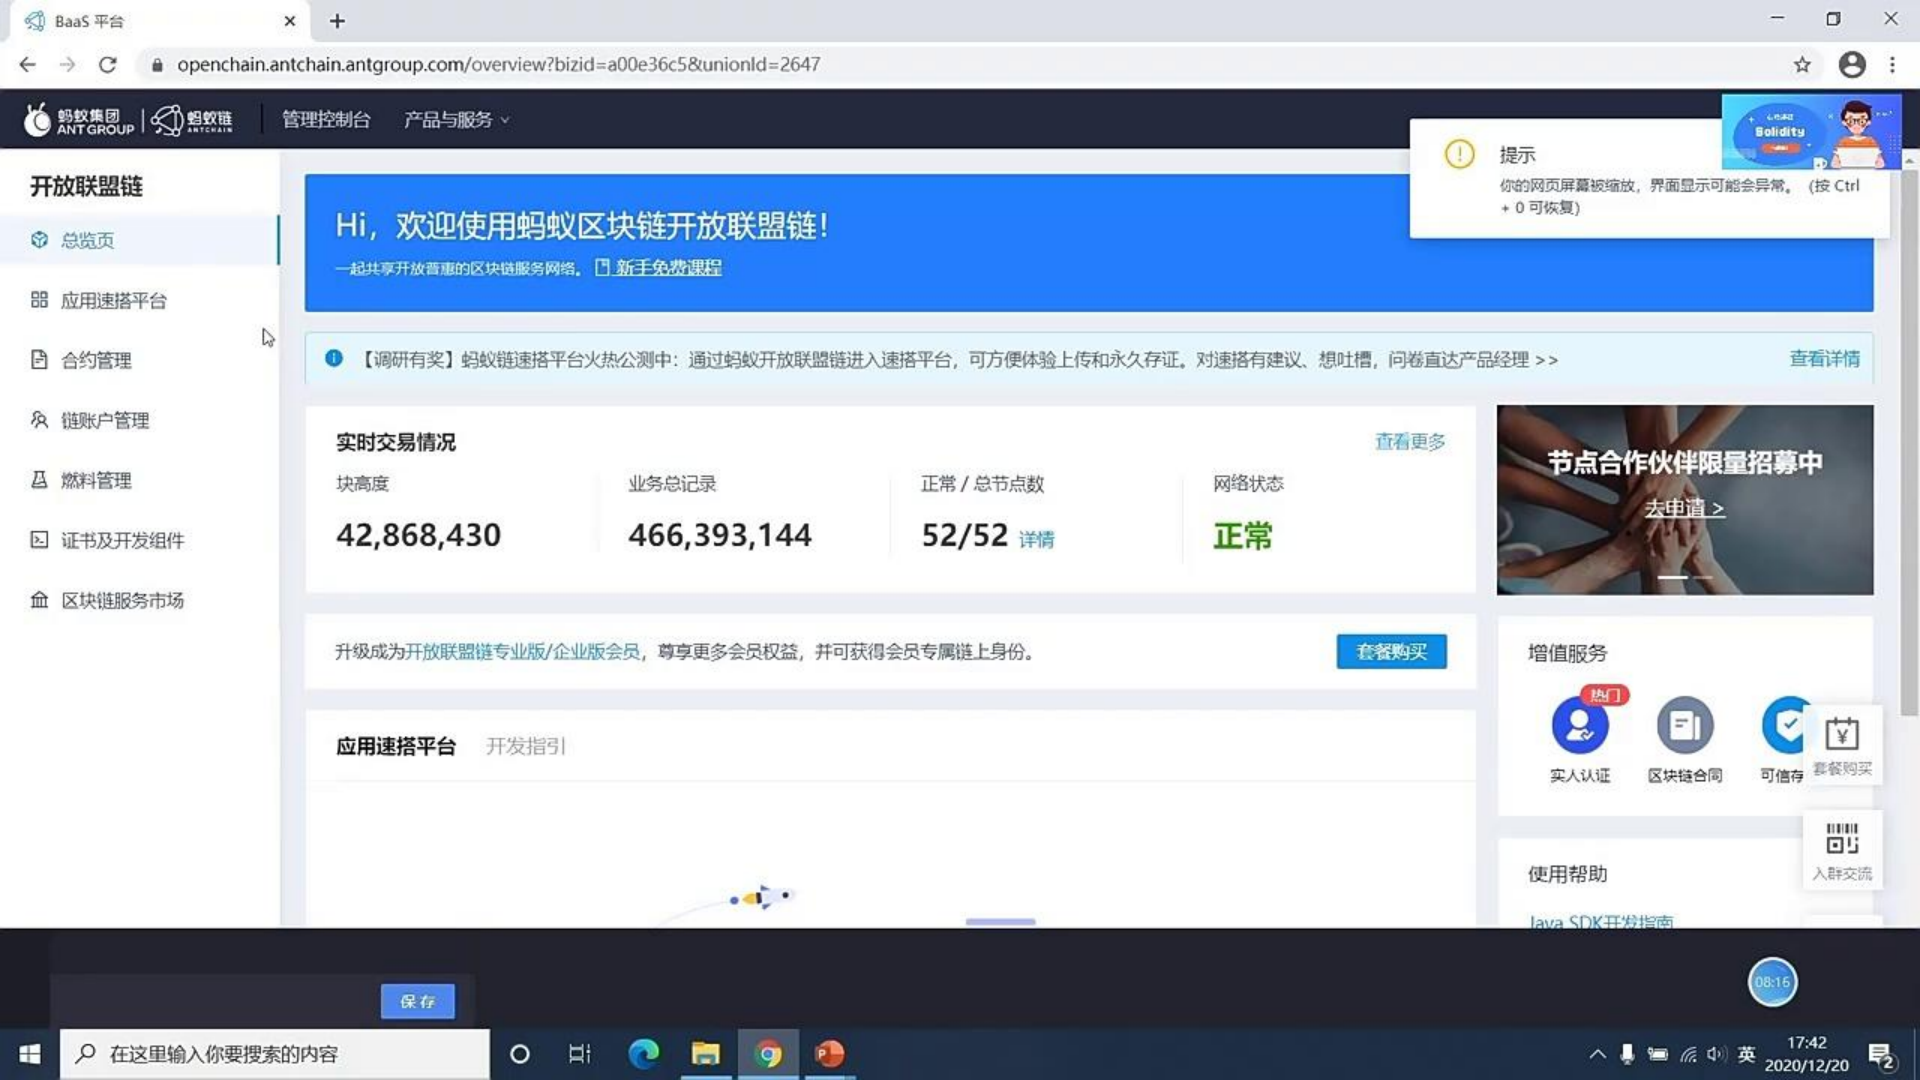 BaaS 平台
openchain.antchain.antgroup.com/overview?bizid=a00e36c5&unionId=2647
蚂蚁集团
ANT GROUP
蚂蚁链
ANTCHAIN
管理控制台
产品与服务
Solidity
提示
你的网页屏幕被缩放，界面显示可能会异常。（按 Ctrl
+ 0 可恢复)
开放联盟链
总览页
应用速搭平台
合约管理
链账户管理
燃料管理
证书及开发组件
区块链服务市场
Hi，欢迎使用蚂蚁区块链开放联盟链！
一起共享开放普惠的区块链服务网络。 新手免费课程
【调研有奖】蚂蚁链速搭平台火热公测中：通过蚂蚁开放联盟链进入速搭平台，可方便体验上传和永久存证。对速搭有建议、想吐槽，问卷直达产品经理 >>
查看详情
实时交易情况
查看更多
块高度
业务总记录
正常 / 总节点数
网络状态
42,868,430
466,393,144
52/52 详情
正常
节点合作伙伴限量招募中
去申请 >
升级成为开放联盟链专业版/企业版会员，尊享更多会员权益，并可获得会员专属链上身份。
套餐购买
应用速搭平台
开发指引
增值服务
热门
实人认证
区块链合同
可信存
套餐购买
入群交流
使用帮助
Java SDK开发指南
保存
08:16
在这里输入你要搜索的内容
英
17:42
2020/12/20
2